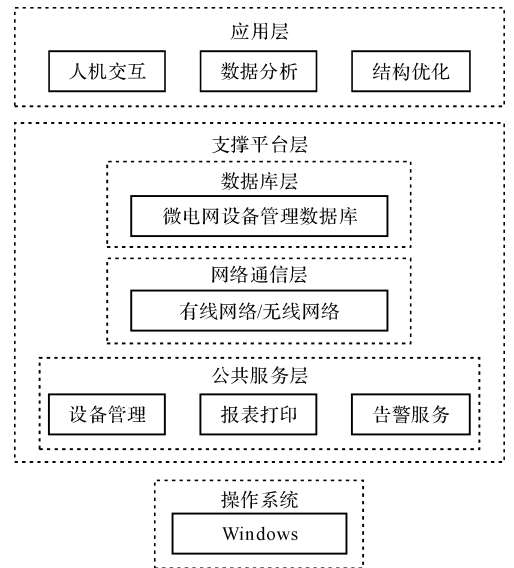 应用层
人机交互 数据分析 结构优化
支撑平台层
数据库层
微电网设备管理数据库
网络通信层
有线网络/无线网络
公共服务层
设备管理 报表打印 告警服务
操作系统
Windows